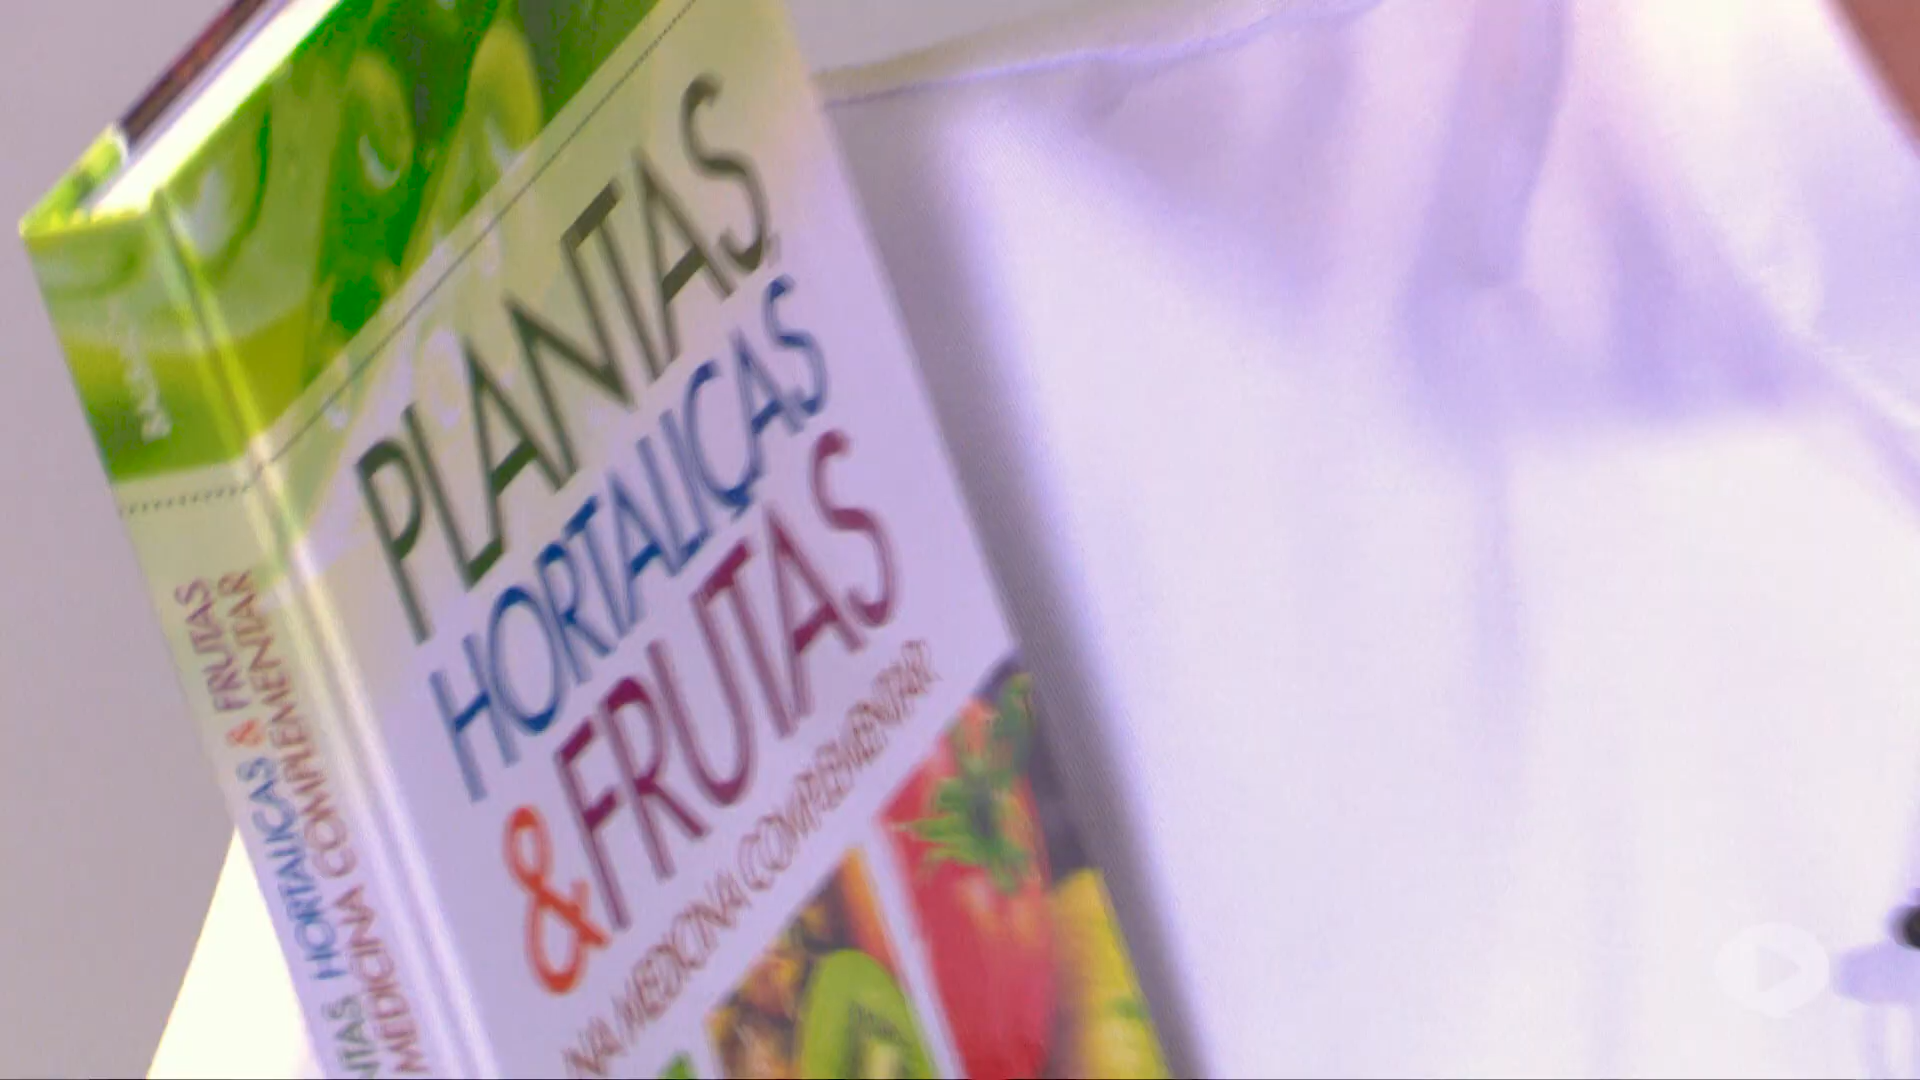 PLANTAS
HORTALIÇAS
& FRUTAS
NA MEDICINA COMPLEMENTAR
HORTALIÇAS & FRUTAS
MEDICINA COMPLEMENTAR